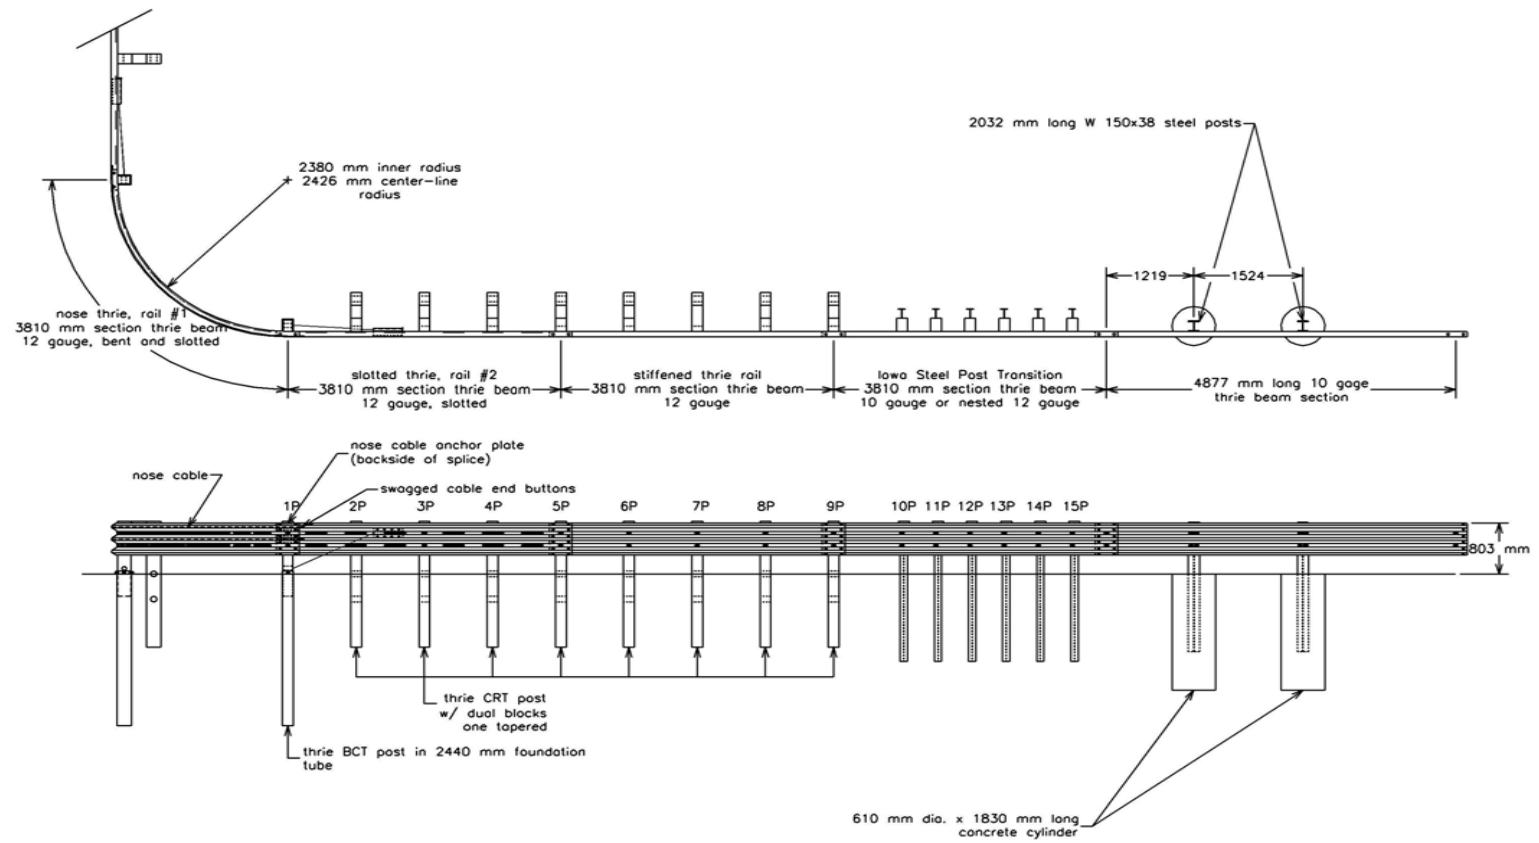 2032 mm long W 150x38 steel posts
2380 mm inner radius
2426 mm center-line
radius
1219
1524
nose thrie, rail #1
3810 mm section thrie beam
12 gauge, bent and slotted
slotted thrie, rail #2
3810 mm section thrie beam
12 gauge, slotted
stiffened thrie rail
3810 mm section thrie beam
12 gauge
Iowa Steel Post Transition
3810 mm section thrie beam
10 gauge or nested 12 gauge
4877 mm long 10 gage
thrie beam section
nose cable anchor plate
(backside of splice)
nose cable
swagged cable end buttons
1P 2P 3P 4P 5P 6P 7P 8P 9P 10P 11P 12P 13P 14P 15P
803 mm
thrie CRT post
w/ dual blocks
one tapered
thrie BCT post in 2440 mm foundation
tube
610 mm dia. x 1830 mm long
concrete cylinder